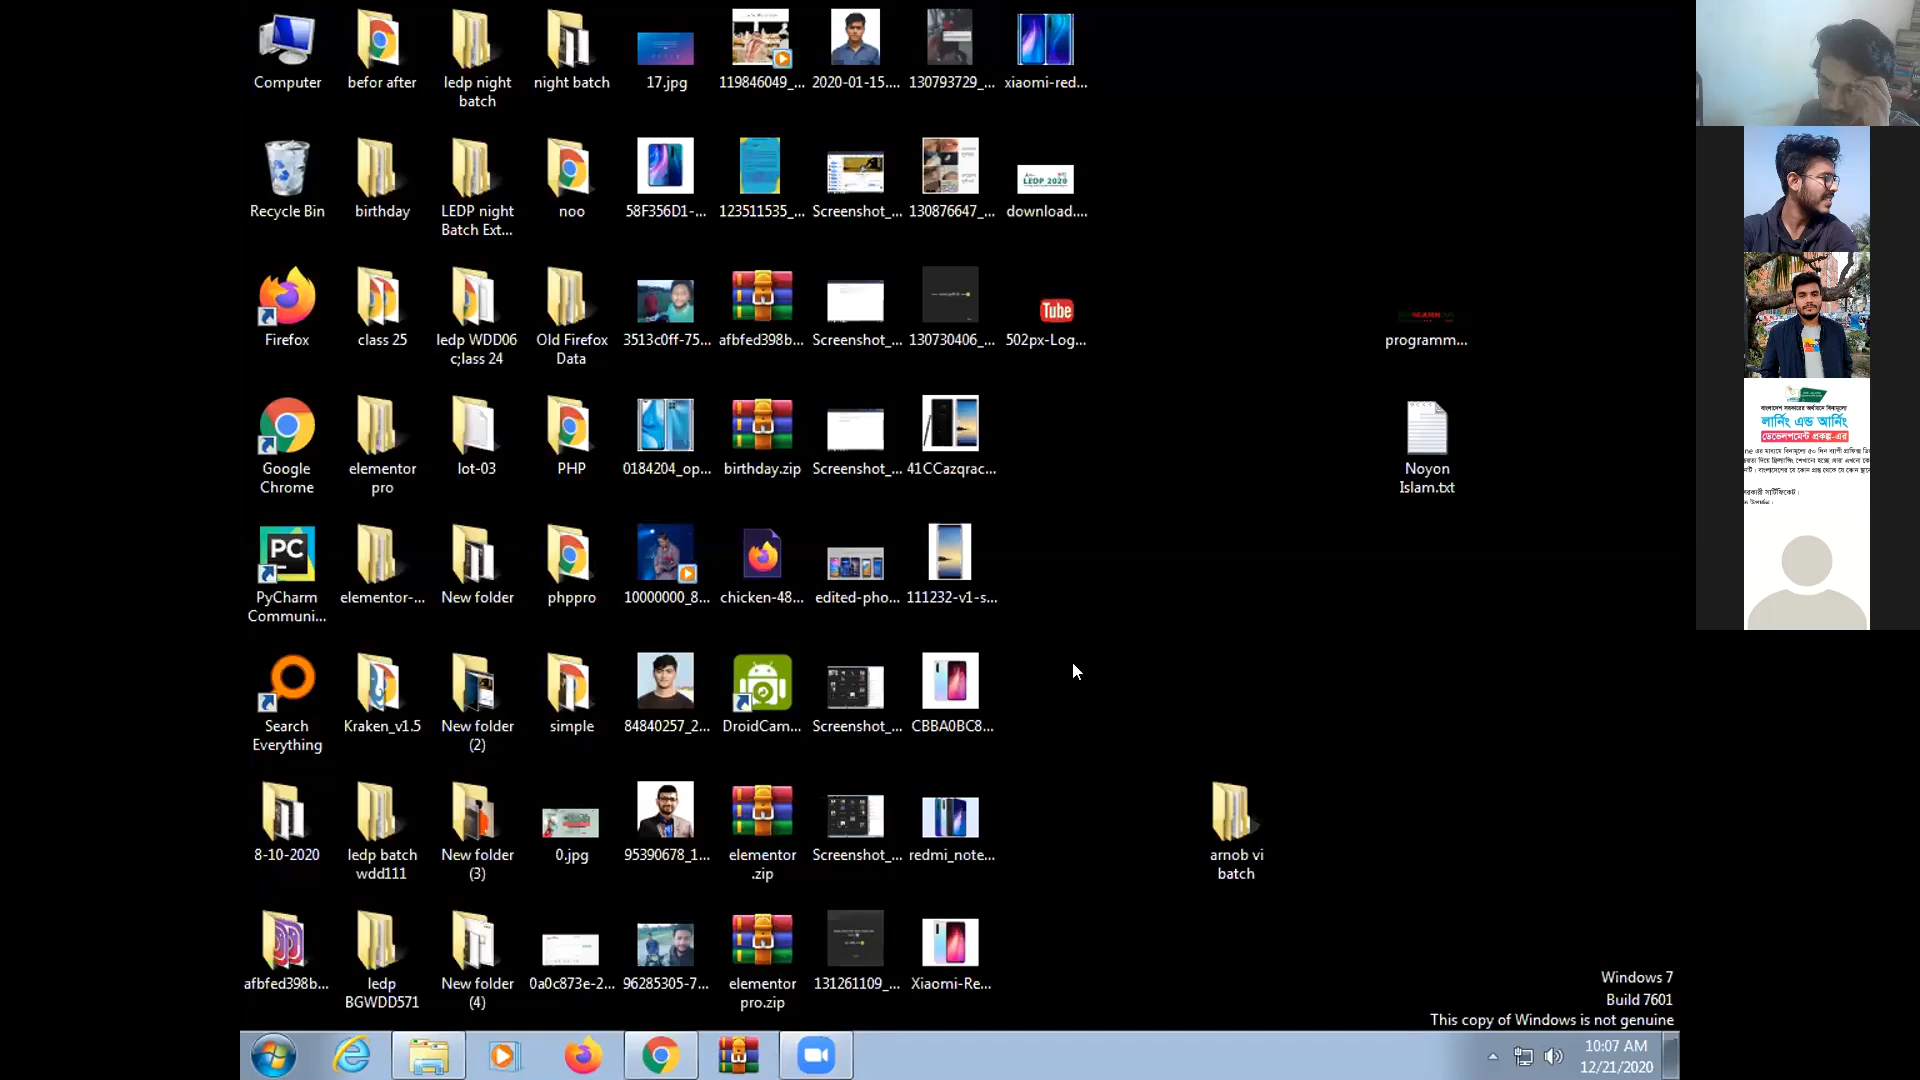 Computer
befor after
ledp night
batch
night batch
17.jpg
119846049_...
2020-01-15....
130793729_...
xiaomi-red...
Recycle Bin
birthday
LEDP night
Batch Ext...
noo
58F356D1-...
123511535_...
Screenshot_...
130876647_...
LEDP 2020
download....
Firefox
class 25
ledp WDD06
c;lass 24
Old Firefox
Data
3513c0ff-75...
afbfed398b...
Screenshot_...
130730406_...
Tube
502px-Log...
programm...
Google
Chrome
elementor
pro
lot-03
PHP
0184204_op...
birthday.zip
Screenshot_...
41CCazqrac...
Noyon
Islam.txt
PC
PyCharm
Communi...
elementor-...
New folder
phppro
10000000_8...
chicken-48...
edited-pho...
111232-v1-s...
Search
Everything
Kraken_v1.5
New folder
(2)
simple
84840257_2...
DroidCam...
Screenshot_...
CBBA0BC8...
8-10-2020
ledp batch
wdd111
New folder
(3)
0.jpg
95390678_1...
elementor
.zip
Screenshot_...
redmi_note...
arnob vi
batch
afbfed398b...
ledp
BGWDD571
New folder
(4)
0a0c873e-2...
96285305-7...
elementor
pro.zip
131261109_...
Xiaomi-Re...
Windows 7
Build 7601
This copy of Windows is not genuine
10:07 AM
12/21/2020
বাংলাদেশ সরকারের অর্থায়নে বিনামূল্যে
লার্নিং এন্ড আর্নিং
ডেভেলপমেন্ট প্রকল্প-এর
নটি। বাংলাদেশের যে কোন প্রান্ত থেকে যে কোন
রকারী সার্টিফিকেট।